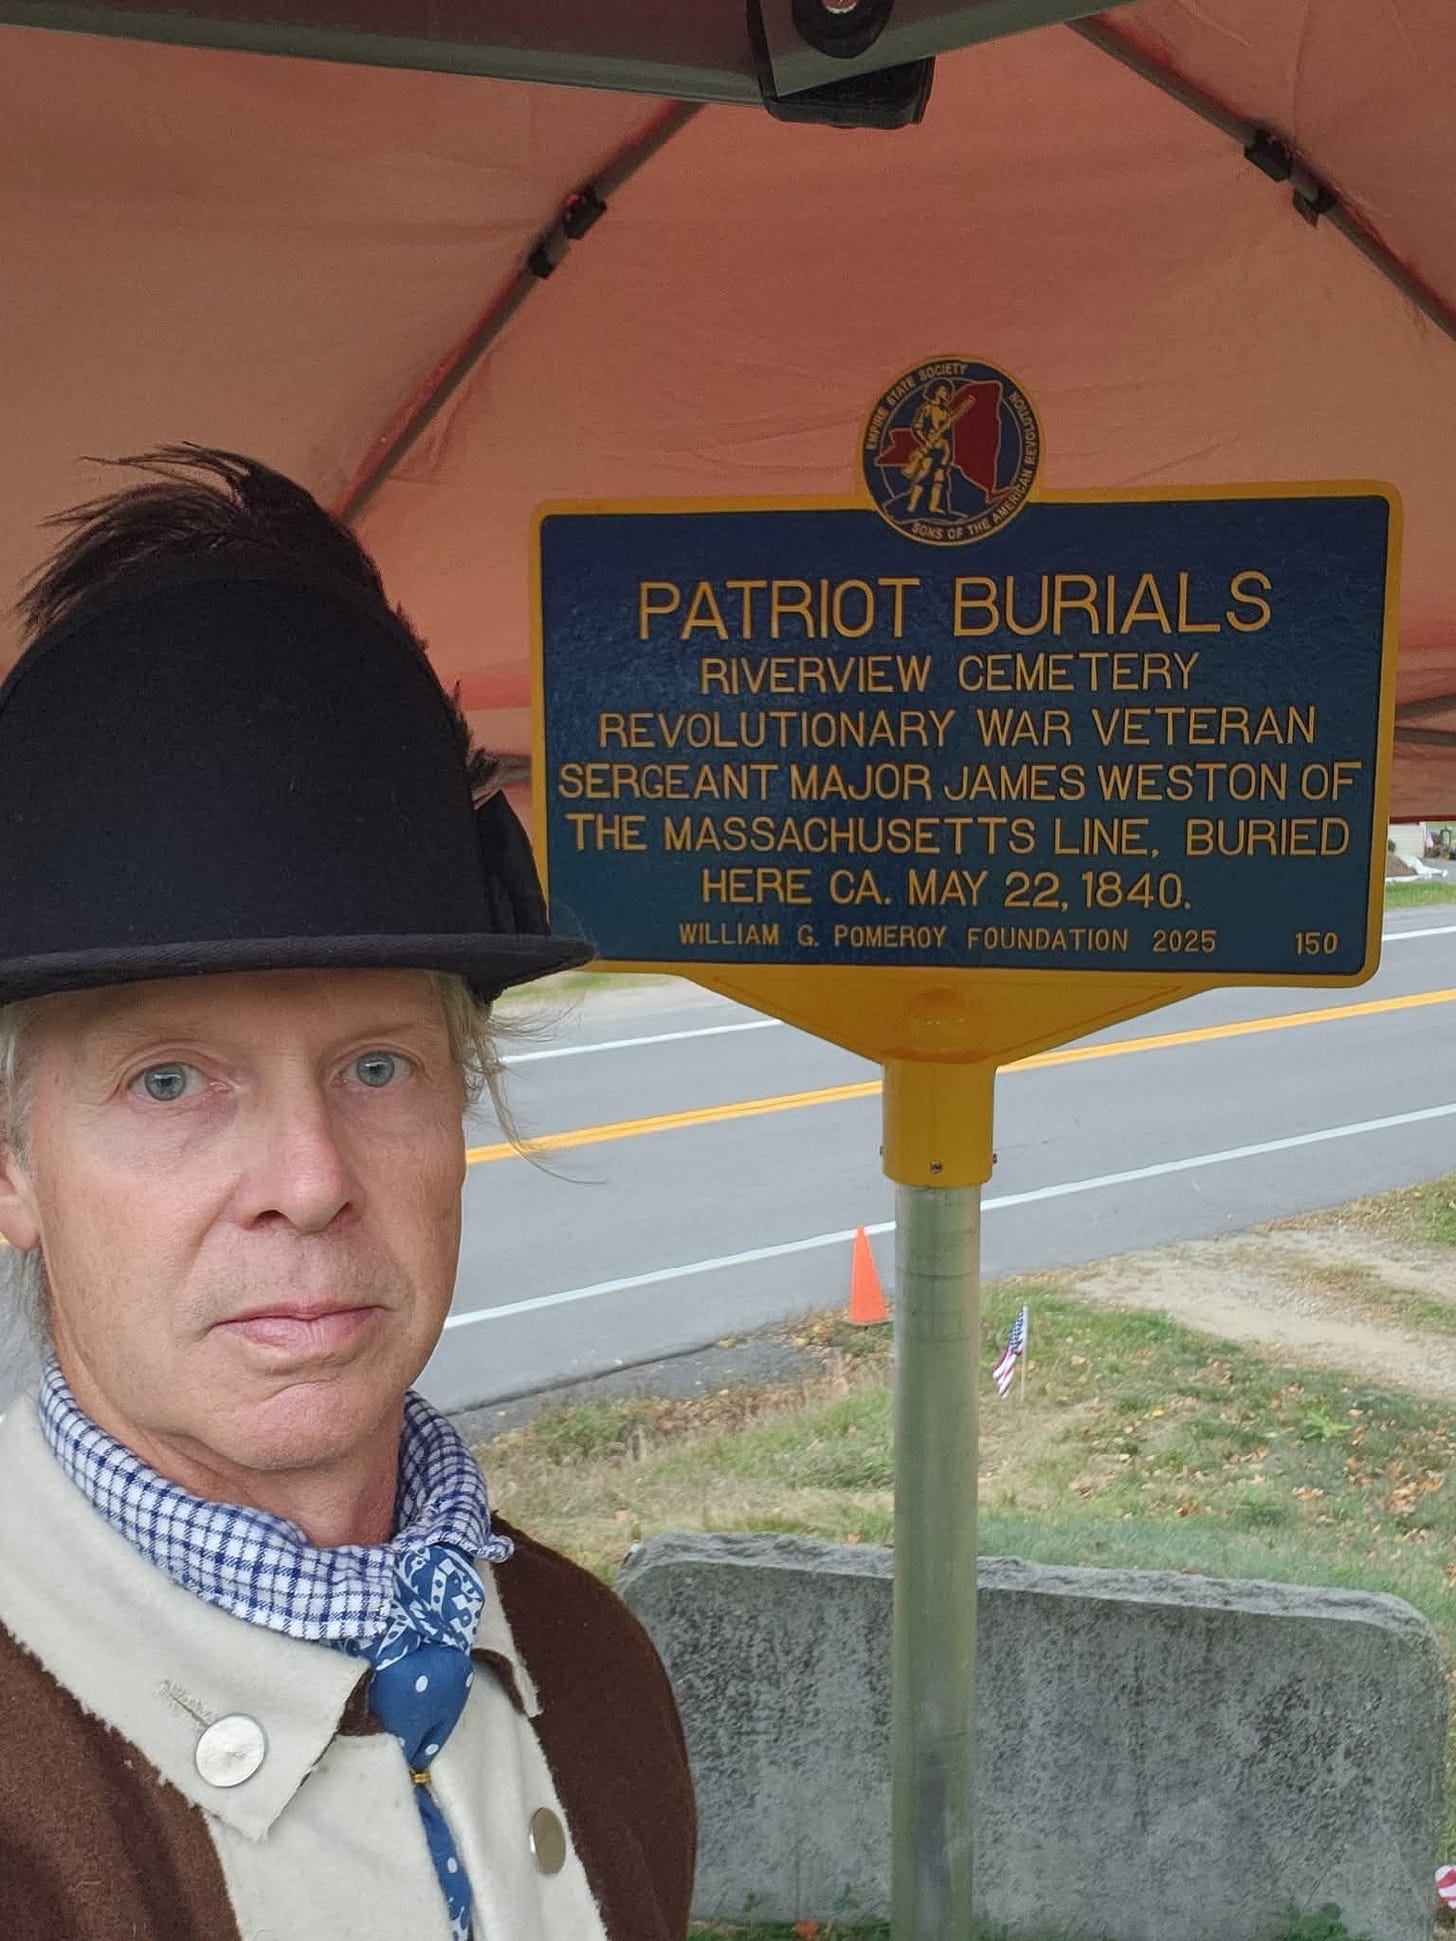 EMPIRE STATE SOCIETY
SONS OF THE AMERICAN REVOLUTION
PATRIOT BURIALS
RIVERVIEW CEMETERY
REVOLUTIONARY WAR VETERAN
SERGEANT MAJOR JAMES WESTON OF
THE MASSACHUSETTS LINE, BURIED
HERE CA. MAY 22, 1840.
WILLIAM G. POMEROY FOUNDATION 2025 150